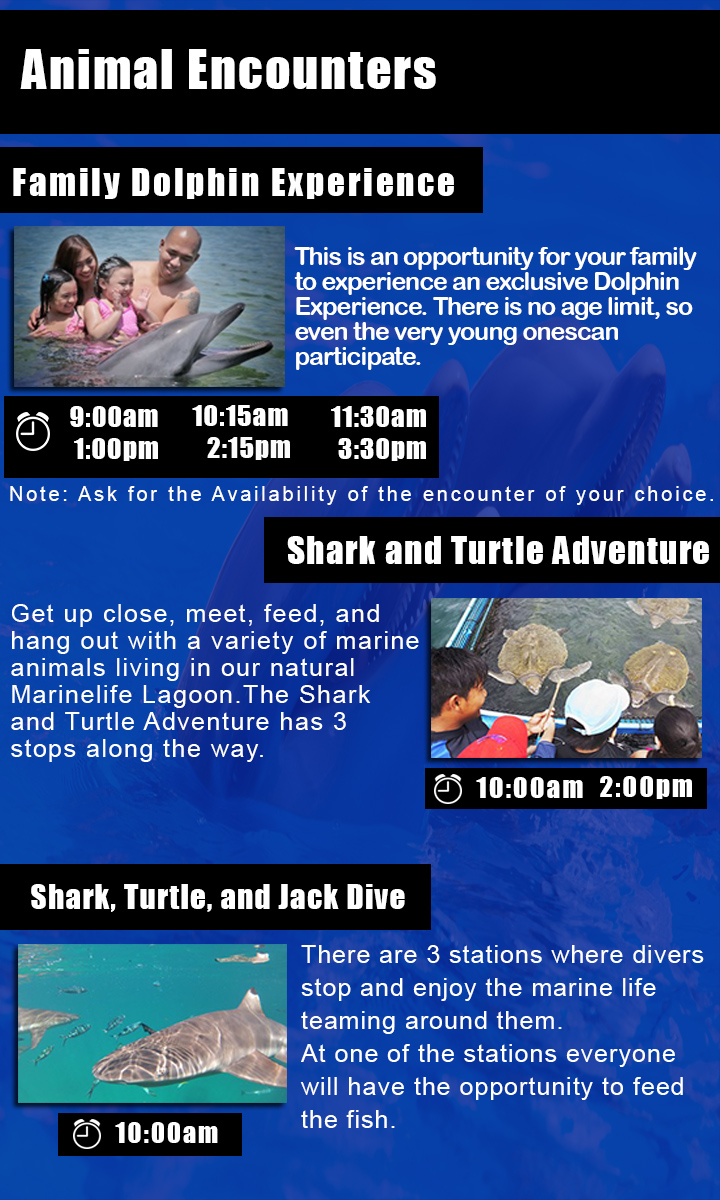 Animal Encounters
Family Dolphin Experience
This is an opportunity for your family
to experience an exclusive Dolphin
Experience. There is no age limit, so
even the very young onescan
participate.
9:00am 10:15am 11:30am
1:00pm 2:15pm 3:30pm
Note: Ask for the Availability of the encounter of your choice.
Shark and Turtle Adventure
Get up close, meet, feed, and
hang out with a variety of marine
animals living in our natural
Marinelife Lagoon.The Shark
and Turtle Adventure has 3
stops along the way.
10:00am 2:00pm
Shark, Turtle, and Jack Dive
There are 3 stations where divers
stop and enjoy the marine life
teaming around them.
At one of the stations everyone
will have the opportunity to feed
the fish.
10:00am